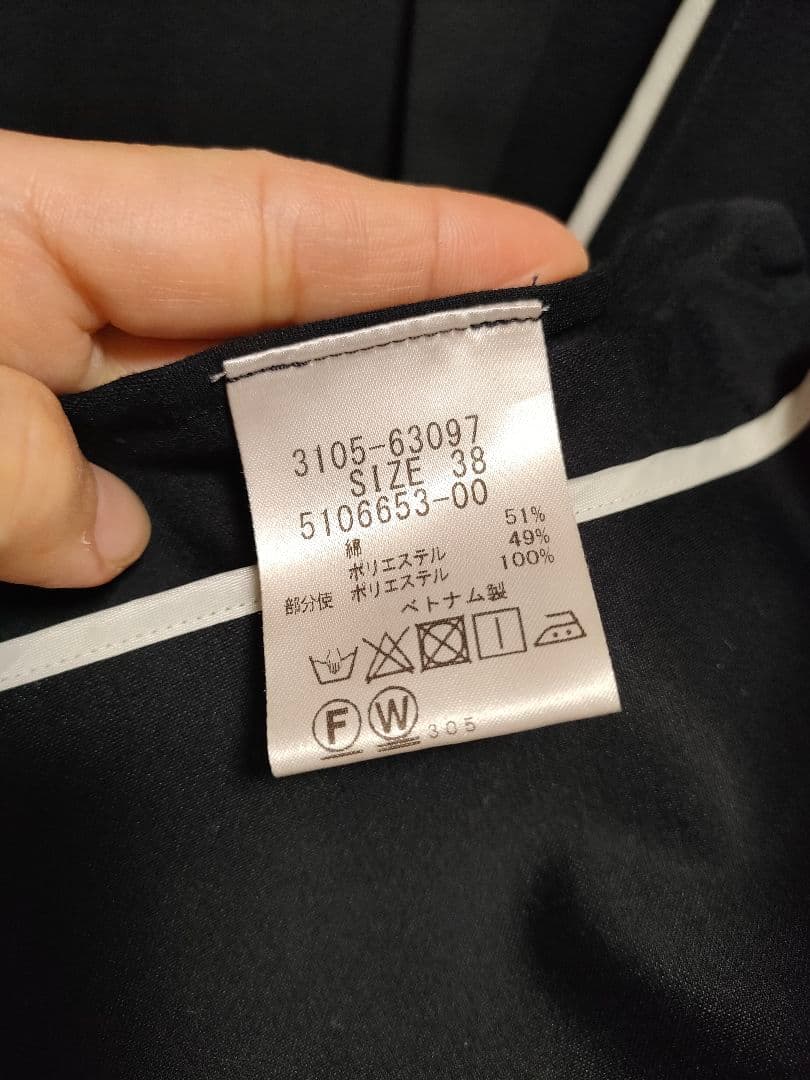 3105-63097
SIZE 38
5106653-00
綿 51%
ポリエステル 49%
部分使 ポリエステル 100%
ベトナム製
F W 305